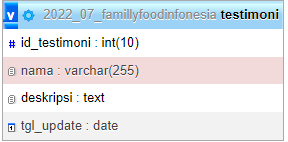 v 2022_07_famillyfoodinfonesia testimoni
# id_testimoni : int(10)
nama : varchar(255)
deskripsi : text
tgl_update : date